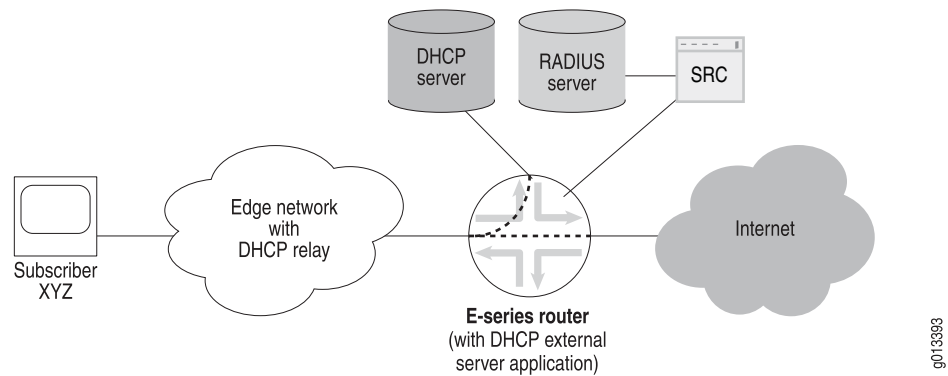 DHCP
server
RADIUS
server
SRC
Edge network
with
DHCP relay
Internet
Subscriber
XYZ
E-series router
(with DHCP external
server application)
g013393